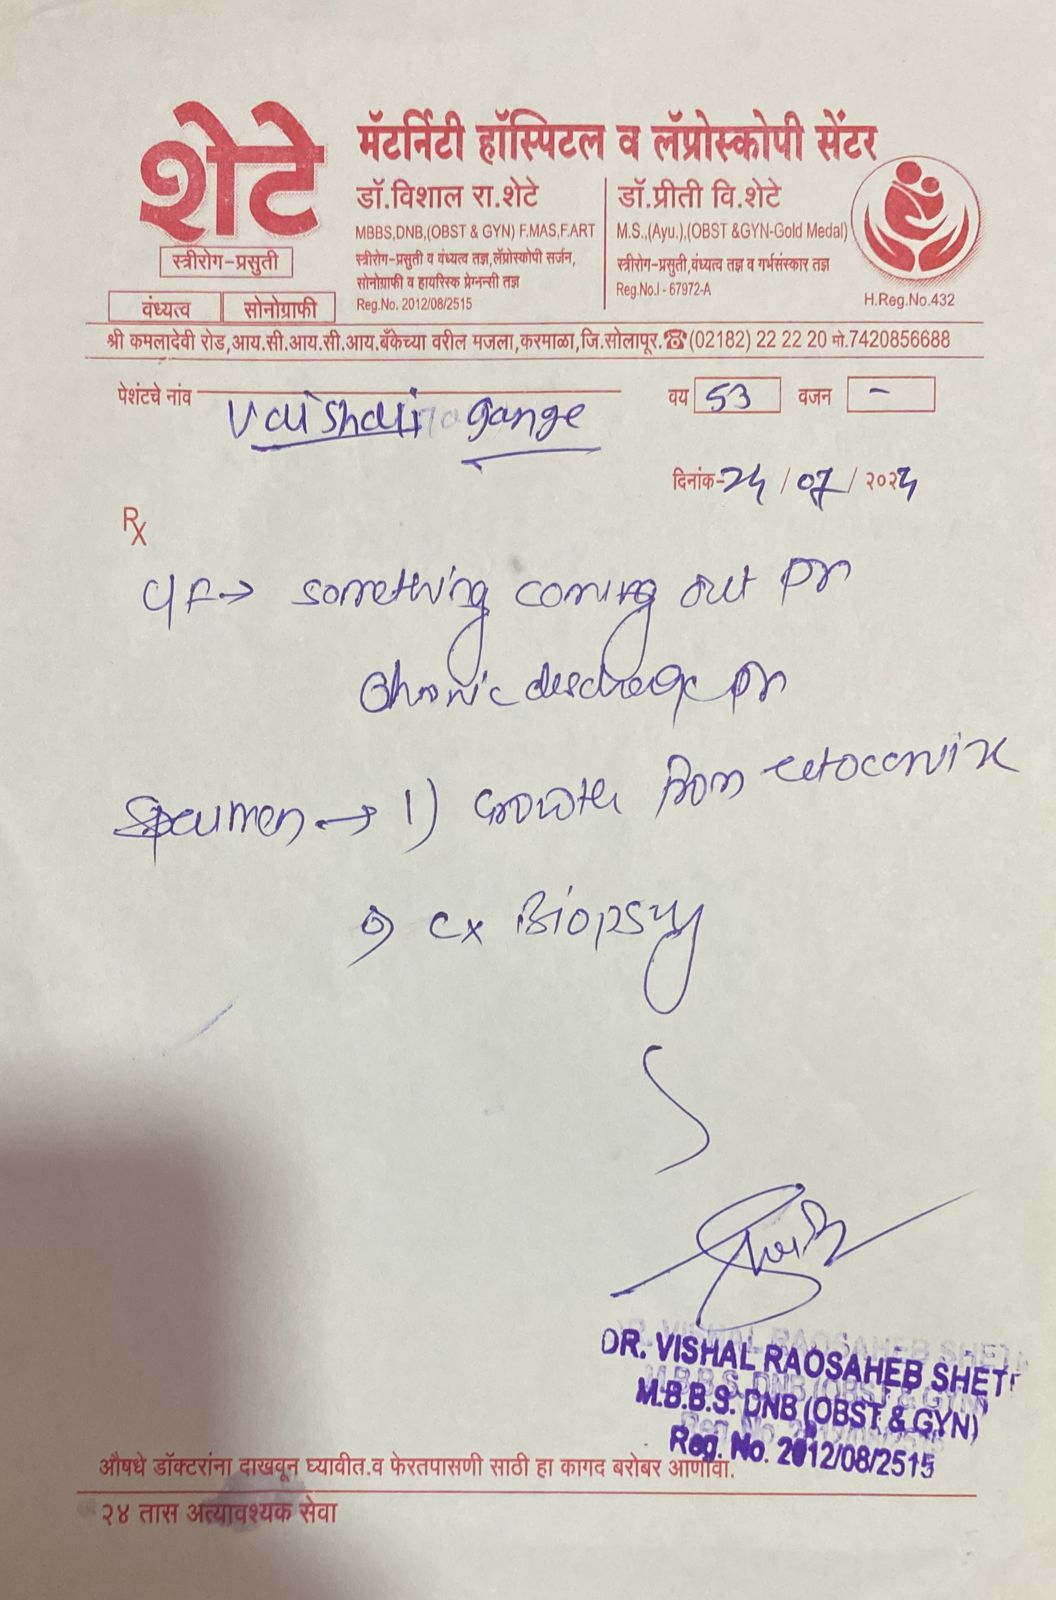 शेटे
मॅटर्निटी हॉस्पिटल व लॅप्रोस्कोपी सेंटर
स्त्रीरोग-प्रसुती
वंध्यत्व सोनोग्राफी
डॉ.विशाल रा.शेटे
MBBS,DNB,(OBST & GYN) F.MAS,F.ART
स्त्रीरोग-प्रसुती व वंध्यत्व तज्ञ,लॅप्रोस्कोपी सर्जन,
सोनोग्राफी व हायरिस्क प्रेग्नन्सी तज्ञ
Reg.No. 2012/08/2515
डॉ.प्रीती वि.शेटे
M.S.,(Ayu.),(OBST &GYN-Gold Medal)
स्त्रीरोग-प्रसुती,वंध्यत्व तज्ञ व गर्भसंस्कार तज्ञ
Reg.No.I - 67972-A
H.Reg.No.432
श्री कमलादेवी रोड,आय.सी.आय.सी.आय.बँकेच्या वरील मजला,करमाळा,जि.सोलापूर.☎(02182) 22 22 20 मो.7420856688
पेशंटचे नांव Vaishali gange वय 53 वजन -
दिनांक- / 07 / २०२
Rx
something coming out pr
chronic discharge pr
Specimen → 1) Growth from ectocervix
2) cx Biopsy
DR. VISHAL RAOSAHEB SHETE
M.B.B.S. DNB (OBST & GYN)
Reg. No. 2012/08/2515
औषधे डॉक्टरांना दाखवून घ्यावीत.व फेरतपासणी साठी हा कागद बरोबर आणावा.
२४ तास अत्यावश्यक सेवा